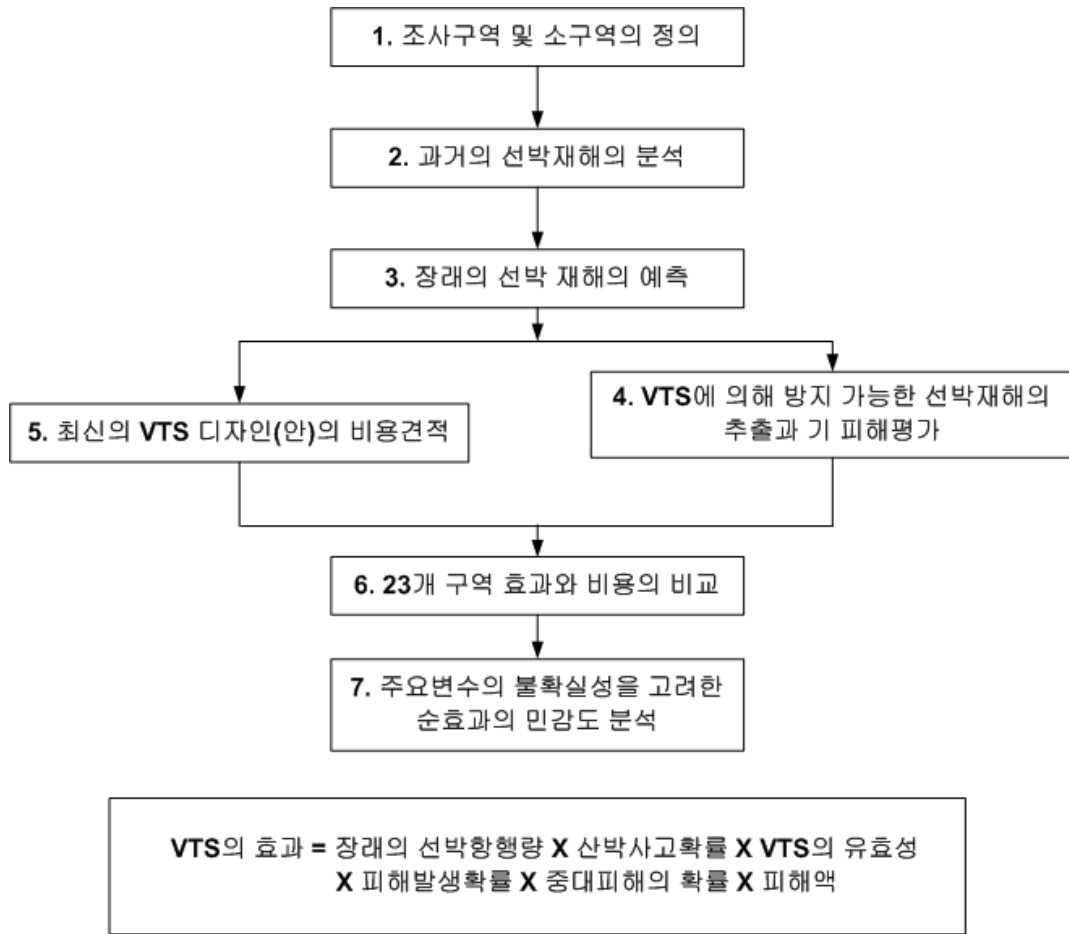 1. 조사구역 및 소구역의 정의
2. 과거의 선박재해의 분석
3. 장래의 선박 재해의 예측
4. VTS에 의해 방지 가능한 선박재해의
추출과 기 피해평가
5. 최신의 VTS 디자인(안)의 비용견적
6. 23개 구역 효과와 비용의 비교
7. 주요변수의 불확실성을 고려한
순효과의 민감도 분석
VTS의 효과 = 장래의 선박항행량 X 산박사고확률 X VTS의 유효성
X 피해발생확률 X 중대피해의 확률 X 피해액